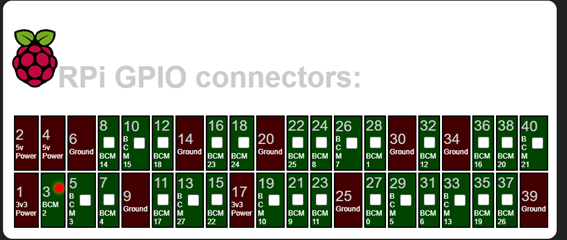 RPi GPIO connectors:
2 5v Power
4 5v Power
6 Ground
8 BCM 14
10 BCM 15
12 BCM 18
14 Ground
16 BCM 23
18 BCM 24
20 Ground
22 BCM 25
24 BCM 8
26 BCM 7
28 BCM 1
30 Ground
32 BCM 12
34 Ground
36 BCM 16
38 BCM 20
40 BCM 21
1 3v3 Power
3 BCM 2
5 BCM 3
7 BCM 4
9 Ground
11 BCM 17
13 BCM 27
15 BCM 22
17 3v3 Power
19 BCM 10
21 BCM 9
23 BCM 11
25 Ground
27 BCM 0
29 BCM 5
31 BCM 6
33 BCM 13
35 BCM 19
37 BCM 26
39 Ground